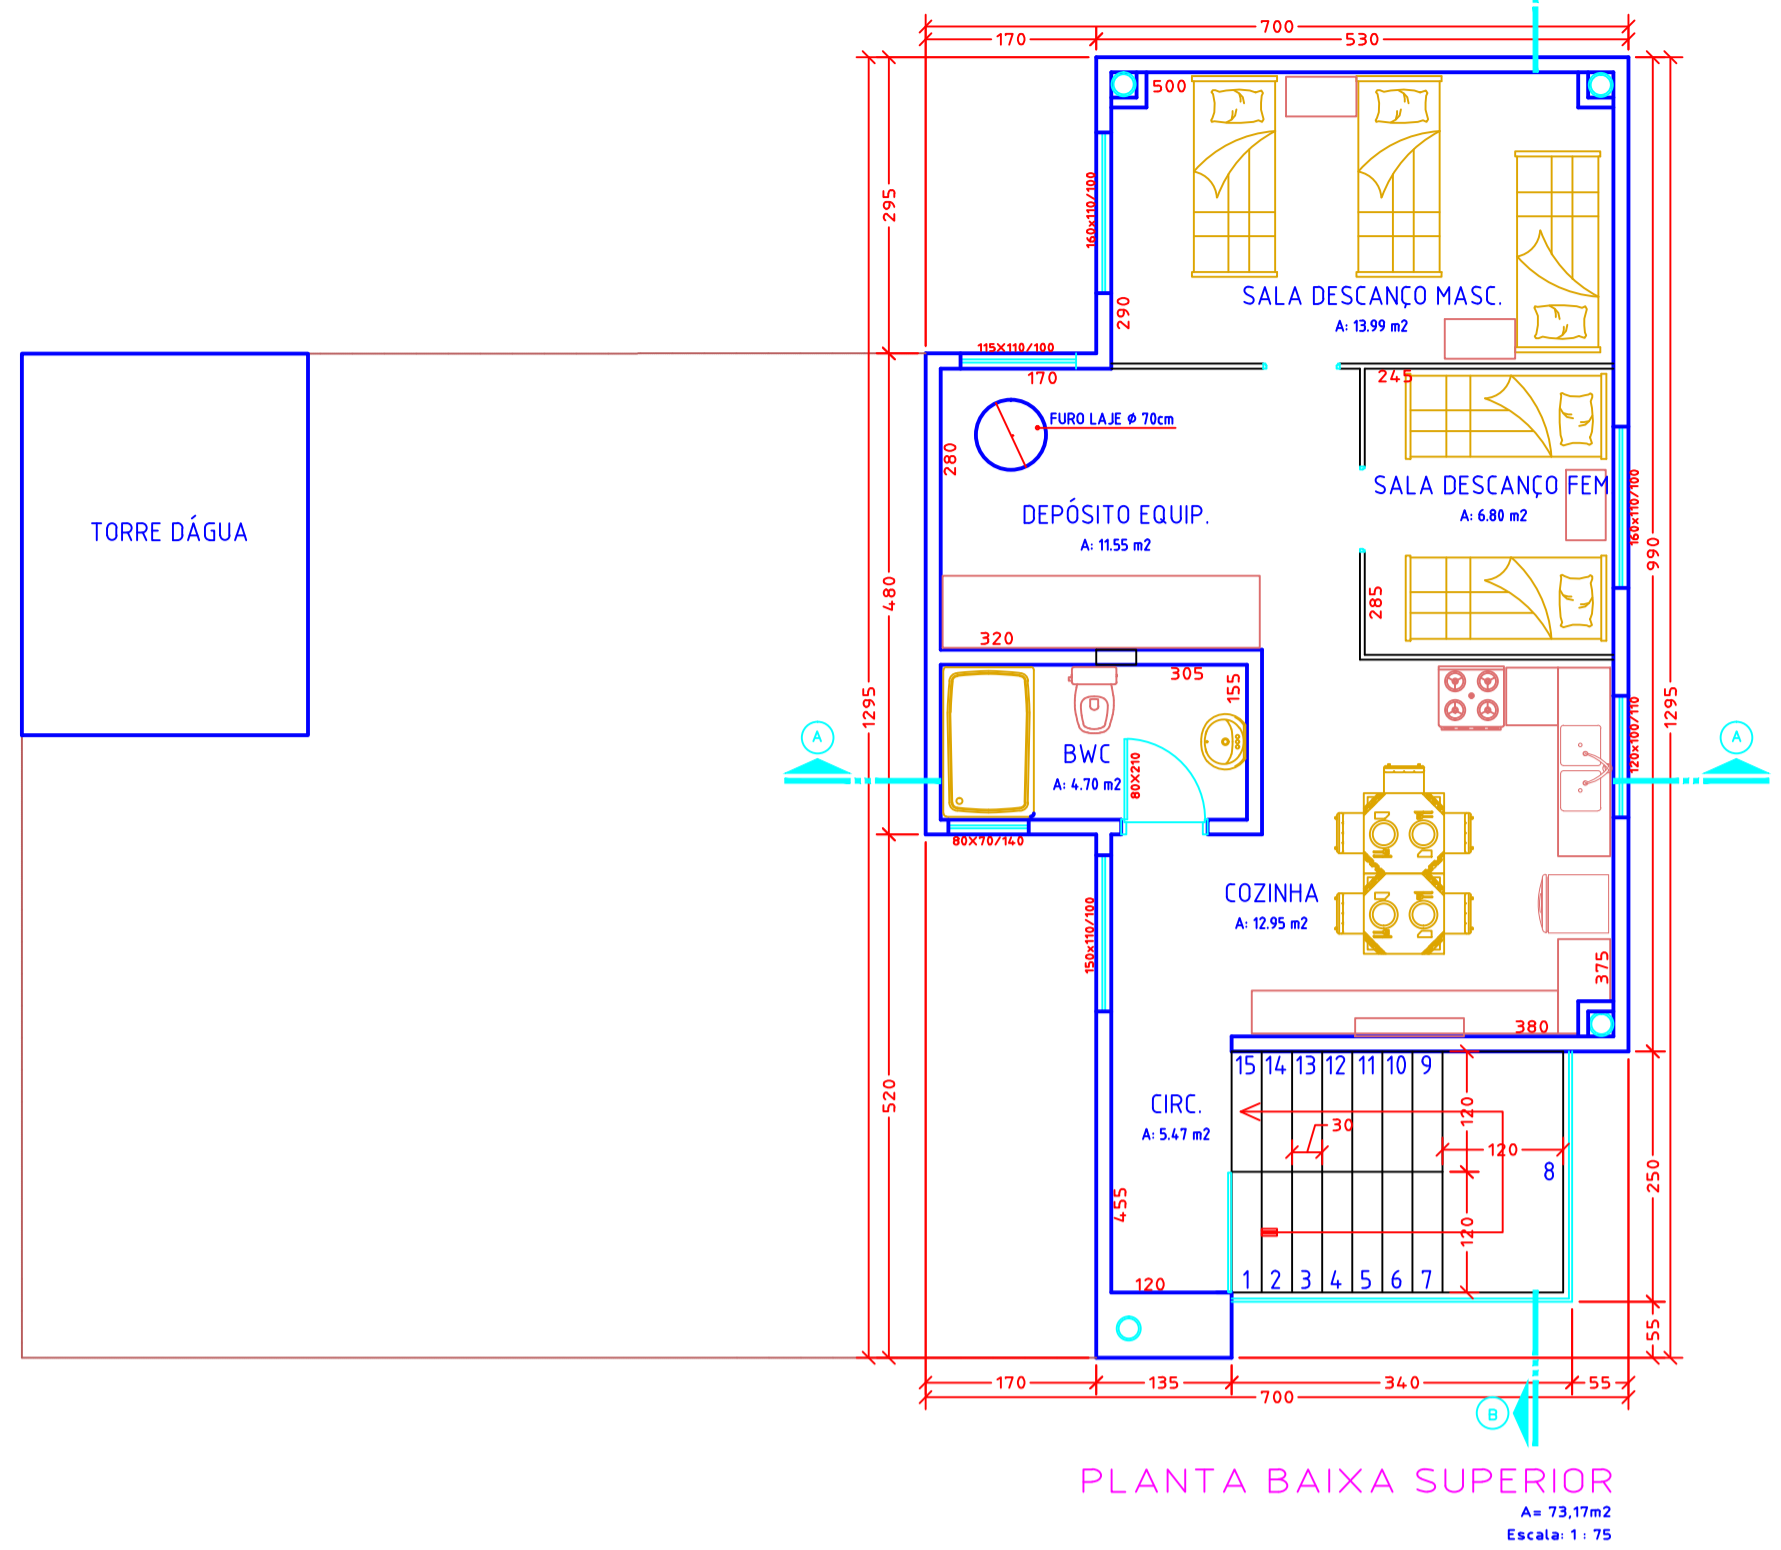 700
170
530
500
295
160x110/100
SALA DESCANÇO MASC.
A: 13.99 m2
290
115X110/100
170
245
FURO LAJE Ø 70cm
280
SALA DESCANÇO FEM
A: 6.80 m2
160x110/100
990
TORRE DÁGUA
DEPÓSITO EQUIP.
A: 11.55 m2
480
285
320
305
155
1295
1295
120x100/110
A
A
BWC
A: 4.70 m2
80X210
80X70/140
COZINHA
A: 12.95 m2
150x110/100
375
380
15
14
13
12
11
10
9
520
CIRC.
A: 5.47 m2
30
120
120
8
250
455
120
120
1
2
3
4
5
6
7
55
170
135
340
55
700
B
PLANTA BAIXA SUPERIOR
A= 73,17m2
Escala: 1 : 75